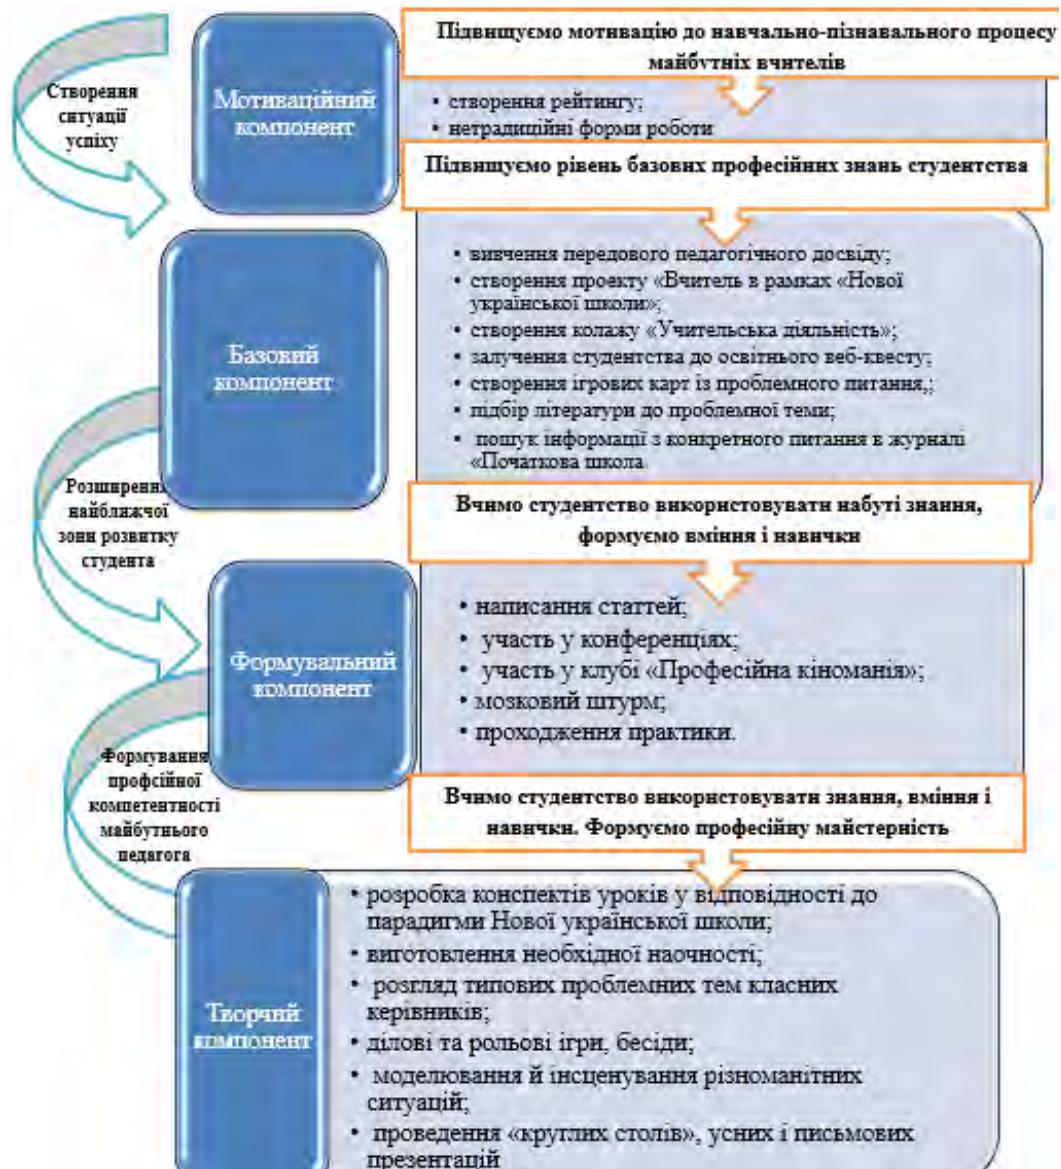 Підвищуємо мотивацію до навчально-пізнавального процесу
майбутніх вчителів
Створення
ситуації
успіху
Мотиваційний
компонент
• створення рейтингу;
• нетрадиційні форми роботи
Підвищуємо рівень базових професійних знань студентства
Базовий
компонент
• вивчення передового педагогічного досвіду;
• створення проекту «Вчитель в рамках «Нової
української школи»;
• створення колажу «Учительська діяльність»;
• залучення студентства до освітнього веб-квесту;
• створення ігрових карт із проблемного питання,;
• підбір літератури до проблемної теми;
• пошук інформації з конкретного питання в журналі
«Початкова школа.
Розширення
найближчої
зони розвитку
студента
Вчимо студентство використовувати набуті знання,
формуємо вміння і навички
Формувальний
компонент
• написання статтей;
• участь у конференціях;
• участь у клубі «Професійна кіноманія»;
• мозковий штурм;
• проходження практики.
Формування
профсійної
компетентності
майбутнього
педагога
Вчимо студентство використовувати знання, вміння і
навички. Формуємо професійну майстерність
Творчий
компонент
• розробка конспектів уроків у відповідності до
парадигми Нової української школи;
• виготовлення необхідної наочності;
• розгляд типових проблемних тем класних
керівників;
• ділові та рольові ігри, бесіди;
• моделювання й інсценування різноманітних
ситуацій;
• проведення «круглих столів», усних і письмових
презентацій